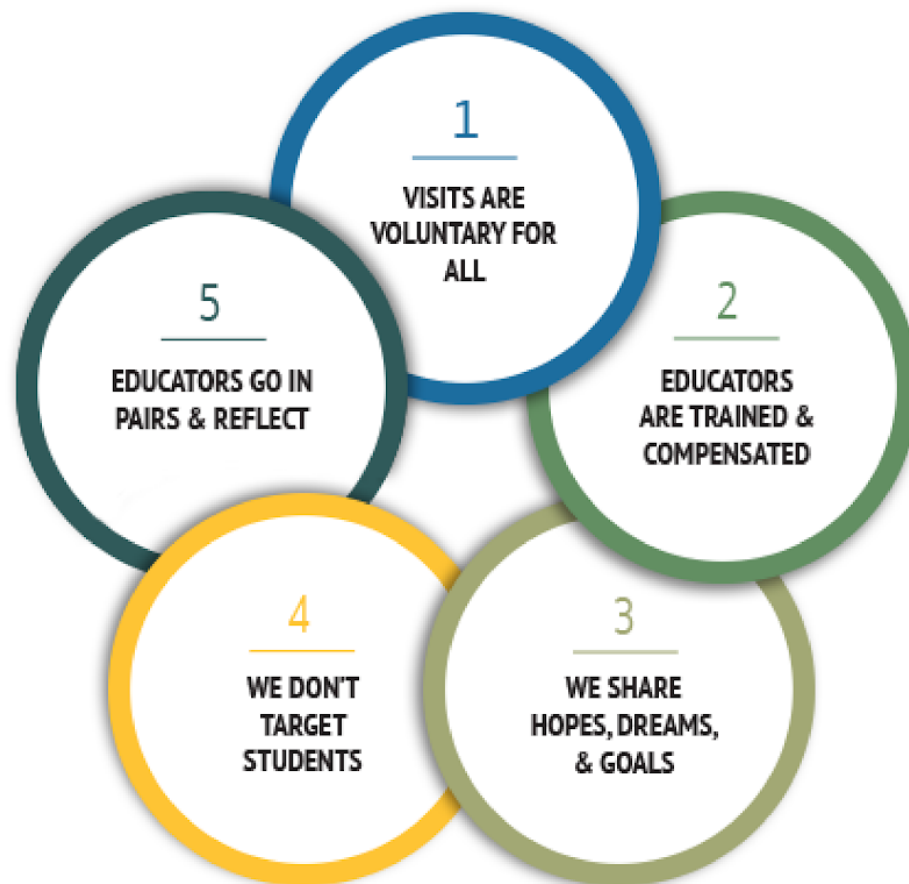 1
VISITS ARE
VOLUNTARY FOR
ALL
2
EDUCATORS
ARE TRAINED &
COMPENSATED
3
WE SHARE
HOPES, DREAMS,
& GOALS
4
WE DON'T
TARGET
STUDENTS
5
EDUCATORS GO IN
PAIRS & REFLECT